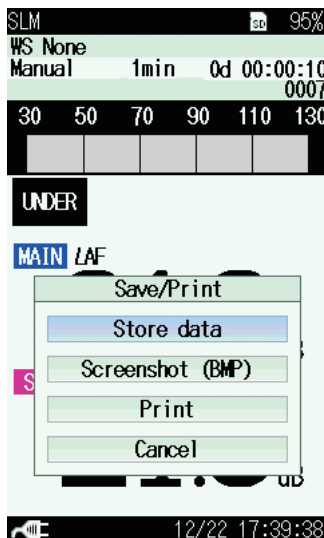 SLM SD 95%
WS None
Manual 1min 0d 00:00:10
0007
30 50 70 90 110 130
UNDER
MAIN LAF
Save/Print
Store data
Screenshot (BMP)
Print
Cancel
S
dB
12/22 17:39:38